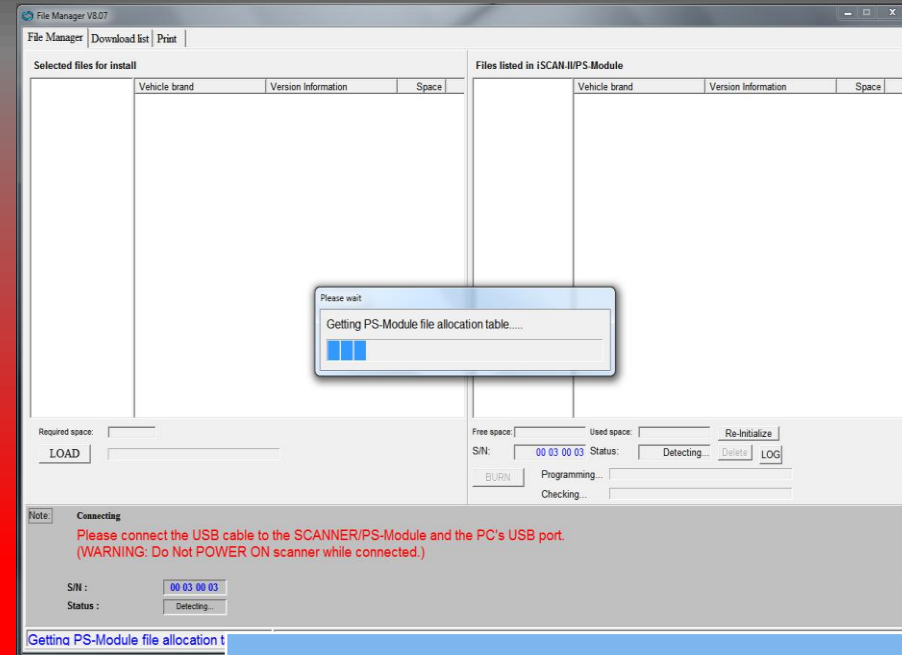 File Manager V8.07
File Manager Download list Print
Selected files for install
Files listed in iSCAN-II/PS-Module
Vehicle brand Version Information Space
Vehicle brand Version Information Space
Please wait
Getting PS-Module file allocation table.....
Required space:
LOAD
Free space: Used space: Re-Initialize
S/N: 00 03 00 03 Status: Detecting... Delete LOG
BURN Programming...
Checking...
Note: Connecting
Please connect the USB cable to the SCANNER/PS-Module and the PC's USB port.
(WARNING: Do Not POWER ON scanner while connected.)
S/N : 00 03 00 03
Status : Detecting...
Getting PS-Module file allocation t